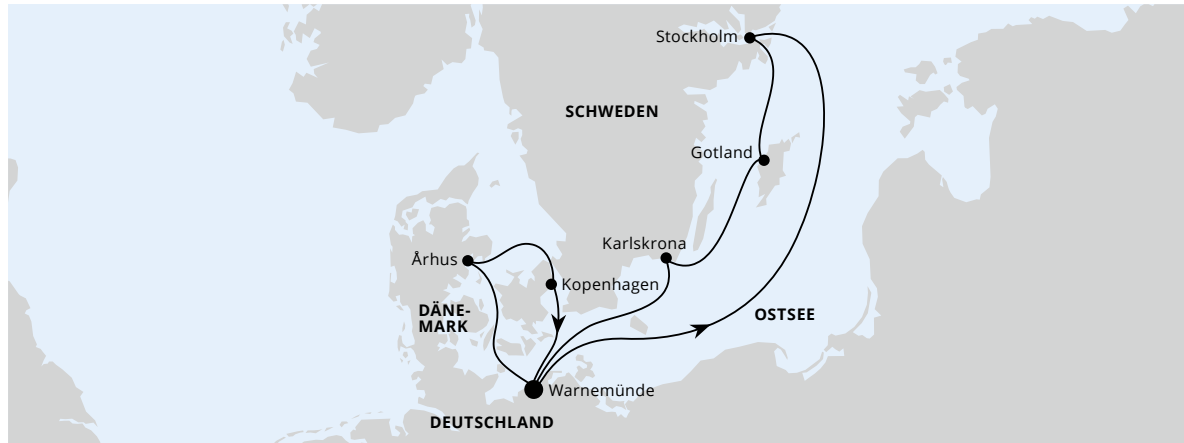 Stockholm
SCHWEDEN
Gotland
Karlskrona
Århus
Kopenhagen
DÄNE-
MARK
OSTSEE
Warnemünde
DEUTSCHLAND